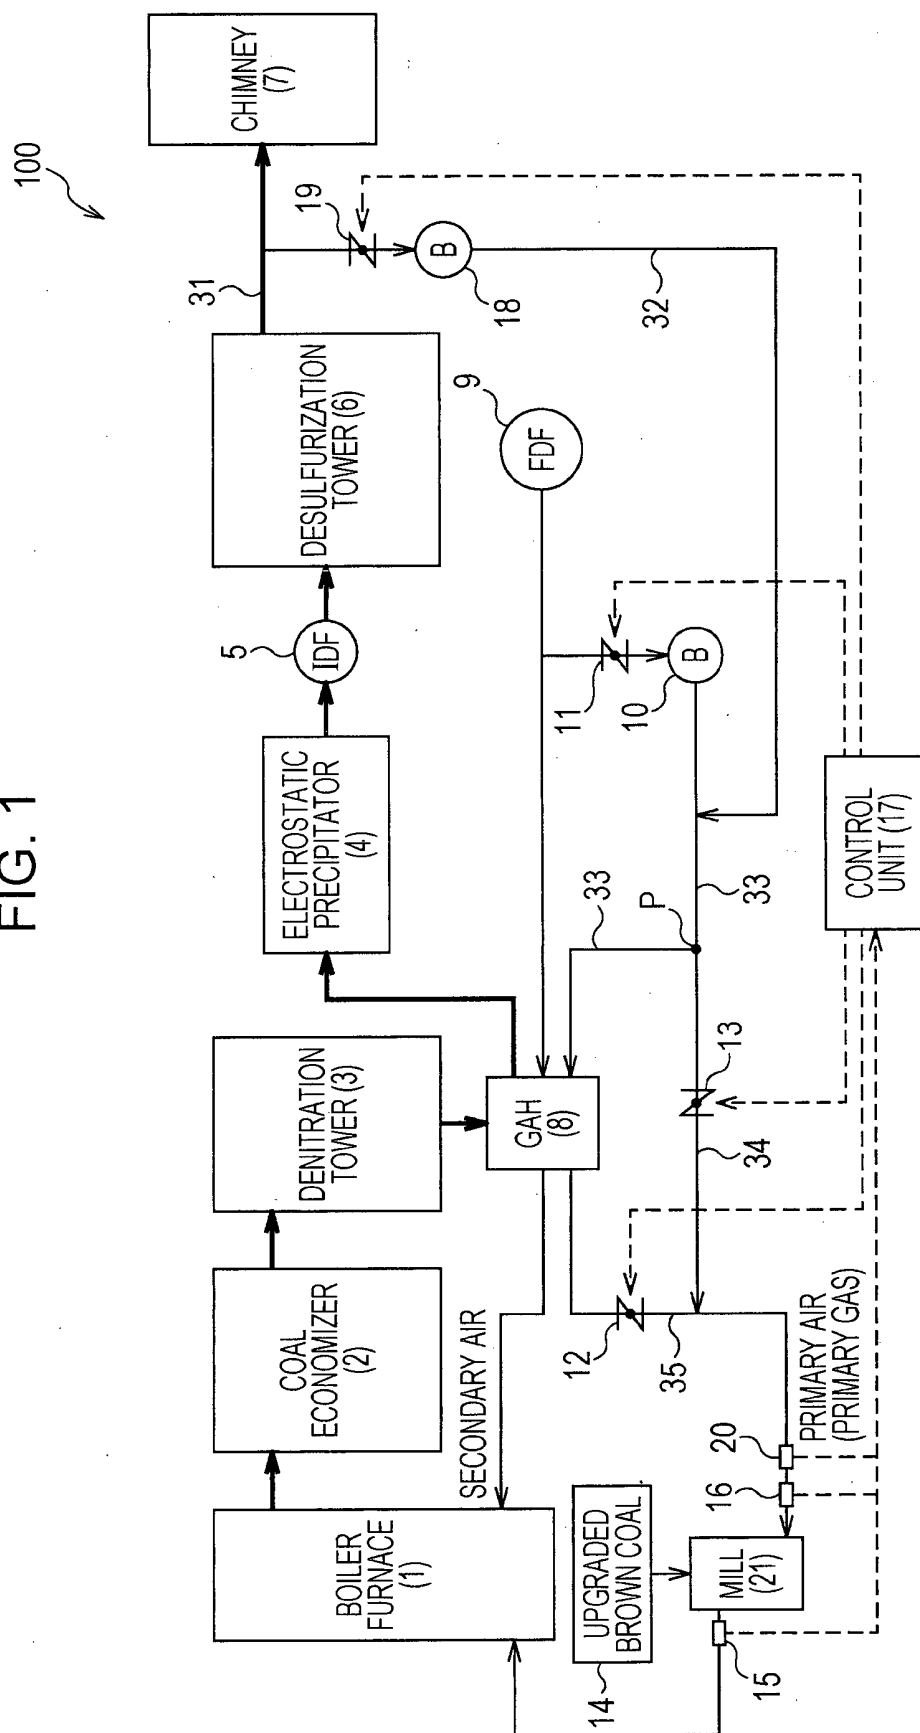 FIG. 1
100
BOILER
FURNACE
(1)
COAL
ECONOMIZER
(2)
DENITRATION
TOWER (3)
ELECTROSTATIC
PRECIPITATOR
(4)
5
IDF
DESULFURIZATION
TOWER (6)
31
CHIMNEY
(7)
19
B
18
32
9
FDF
11
B
10
33
P
33
GAH
(8)
13
34
12
35
SECONDARY AIR
PRIMARY AIR
(PRIMARY GAS)
20
16
UPGRADED
BROWN COAL
14
MILL
(21)
15
CONTROL
UNIT (17)